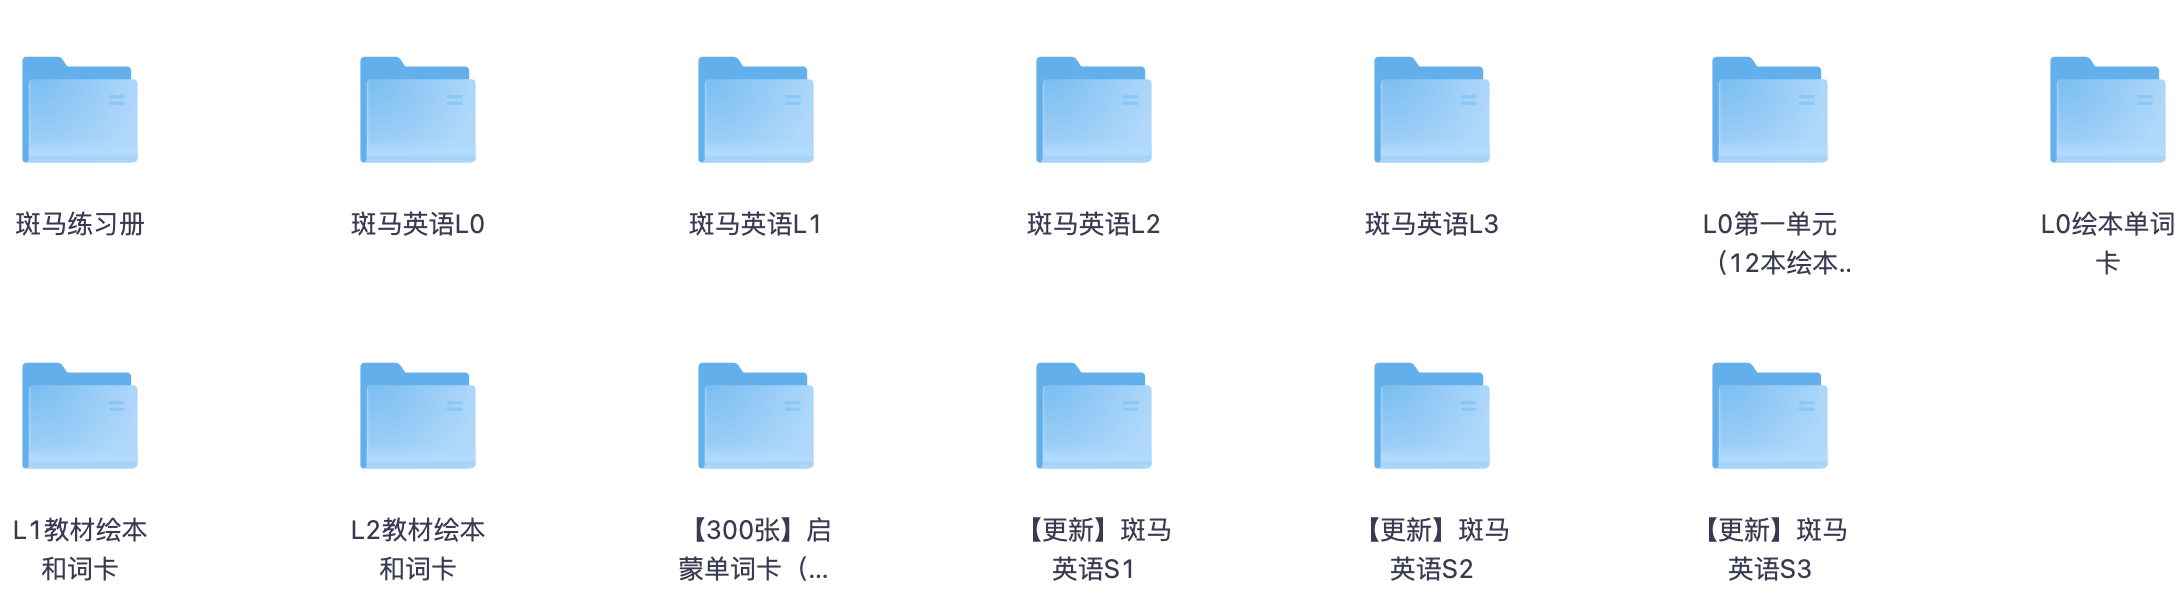 斑马练习册
斑马英语L0
斑马英语L1
斑马英语L2
斑马英语L3
L0第一单元
（12本绘本..
L0绘本单词
卡
L1教材绘本
和词卡
L2教材绘本
和词卡
【300张】启
蒙单词卡（...
【更新】斑马
英语S1
【更新】斑马
英语S2
【更新】斑马
英语S3